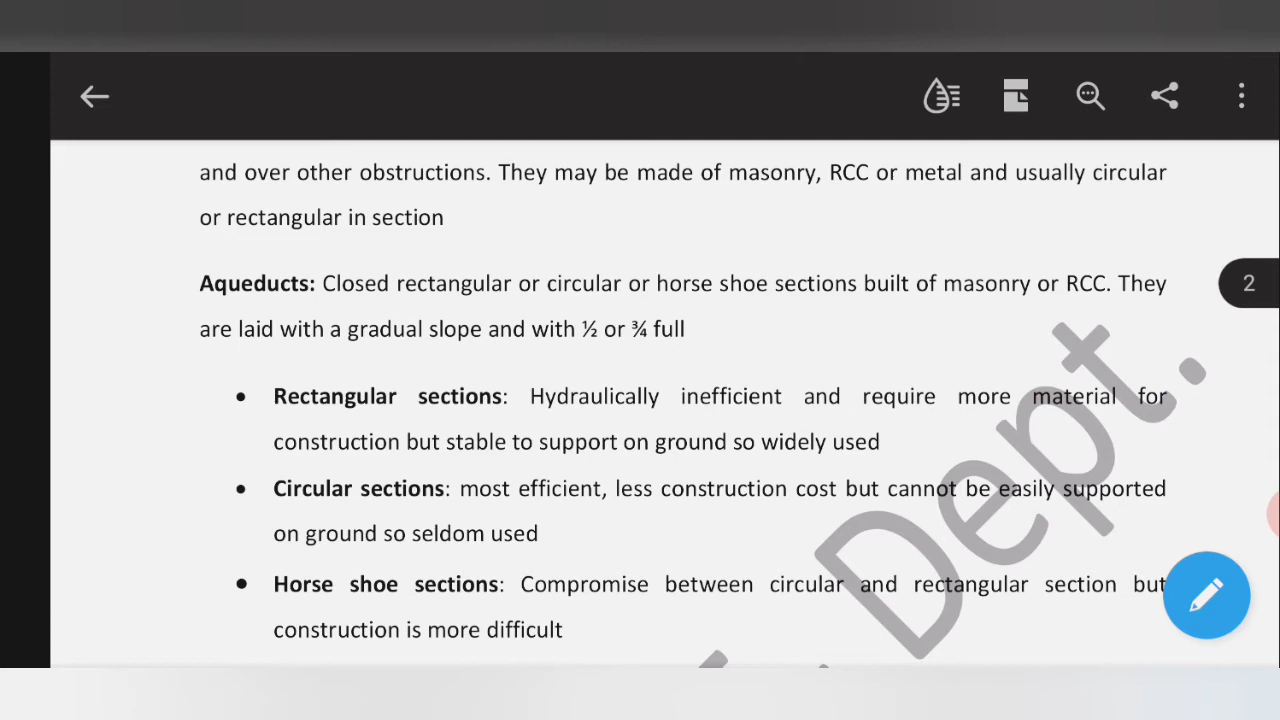 and over other obstructions. They may be made of masonry, RCC or metal and usually circular
or rectangular in section
Aqueducts: Closed rectangular or circular or horse shoe sections built of masonry or RCC. They
2
are laid with a gradual slope and with ½ or ¾ full
• Rectangular sections: Hydraulically inefficient and require more material for
construction but stable to support on ground so widely used
• Circular sections: most efficient, less construction cost but cannot be easily supported
on ground so seldom used
• Horse shoe sections: Compromise between circular and rectangular section but
construction is more difficult
Dept.